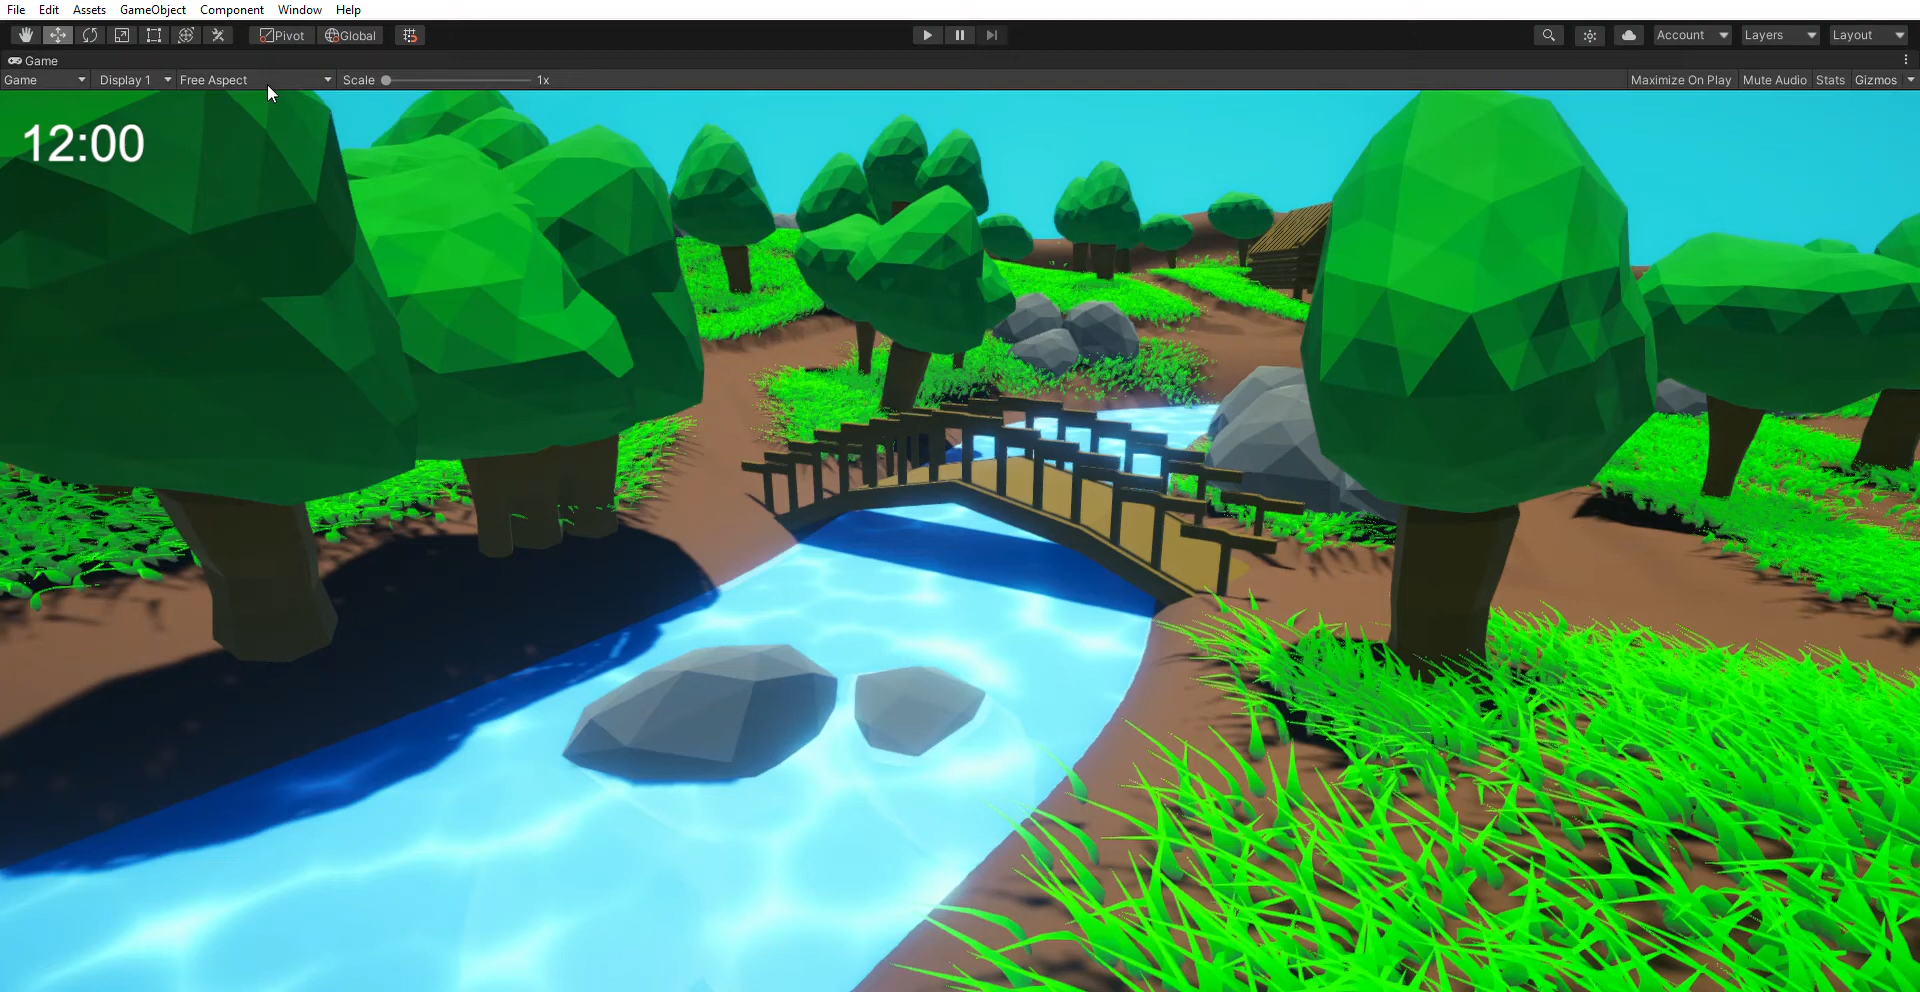 File Edit Assets GameObject Component Window Help
Pivot Global Account Layers Layout
Game
Game Display 1 Free Aspect Scale 1x Maximize On Play Mute Audio Stats Gizmos
12:00